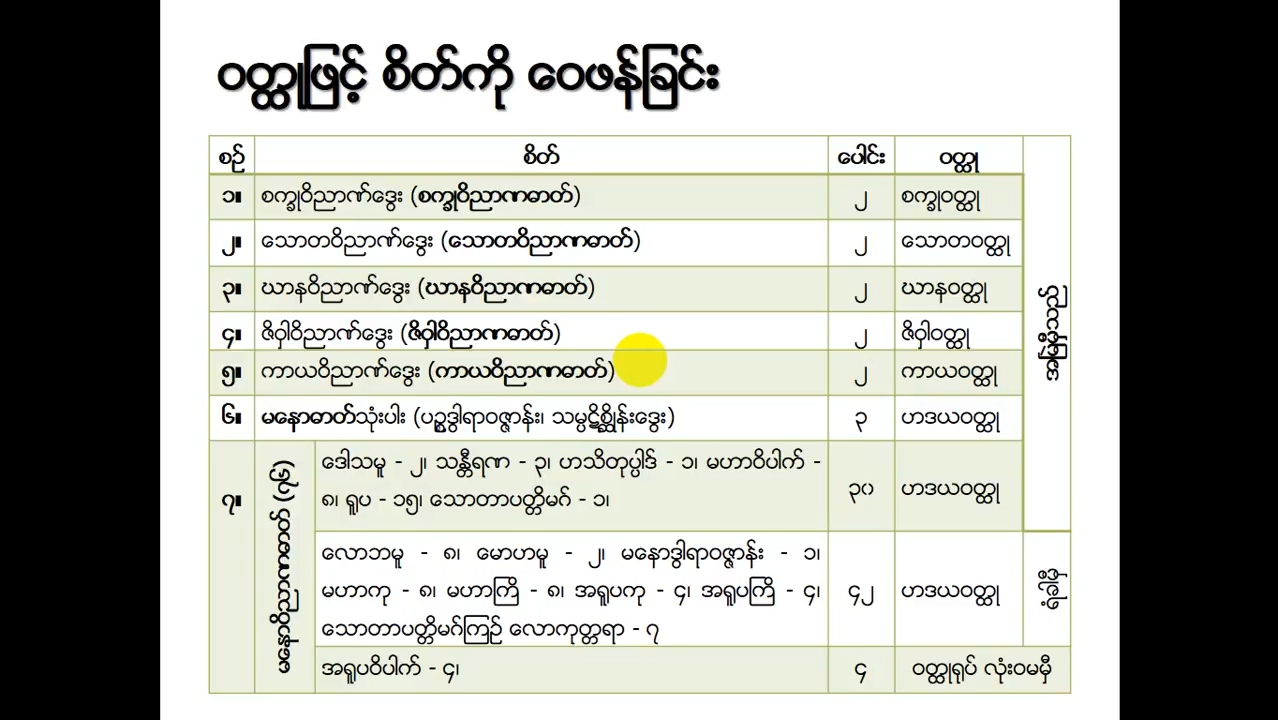 ဝတ္ထုဖြင့် စိတ်ကို ဝေဖန်ခြင်း
စဉ် စိတ် ပေါင်း ဝတ္ထု
၁။ စက္ခုဝိညာဏ်ဒွေး (စက္ခုဝိညာဏဓာတ်) ၂ စက္ခုဝတ္ထု
၂။ သောတဝိညာဏ်ဒွေး (သောတဝိညာဏဓာတ်) ၂ သောတဝတ္ထု
၃။ ဃာနဝိညာဏ်ဒွေး (ဃာနဝိညာဏဓာတ်) ၂ ဃာနဝတ္ထု
၄။ ဇိဝှါဝိညာဏ်ဒွေး (ဇိဝှါဝိညာဏဓာတ်) ၂ ဇိဝှါဝတ္ထု
၅။ ကာယဝိညာဏ်ဒွေး (ကာယဝိညာဏဓာတ်) ၂ ကာယဝတ္ထု
၆။ မနောဓာတ်သုံးပါး (ပဉ္စဒွါရာဝဇ္ဇာန်း၊ သမ္ပဋိစ္ဆိုန်းဒွေး) ၃ ဟဒယဝတ္ထု
အမြဲမှီသည်
၇။ မနောဝိညာဏဓာတ် (၇၆)
ဒေါသမူ - ၂၊ သန္တီရဏ - ၃၊ ဟသိတုပ္ပါဒ် - ၁၊ မဟာဝိပါက် -
၈၊ ရူပ - ၁၅၊ သောတာပတ္တိမဂ် - ၁၊
၃၀ ဟဒယဝတ္ထု
လောဘမူ - ၈၊ မောဟမူ - ၂၊ မနောဒွါရာဝဇ္ဇာန်း - ၁၊
မဟာကု - ၈၊ မဟာကြိ - ၈၊ အရူပကု - ၄၊ အရူပကြိ - ၄၊
သောတာပတ္တိမဂ်ကြဉ် လောကုတ္တရာ - ၇
၄၂ ဟဒယဝတ္ထု
ရံခါမှီ
အရူပဝိပါက် - ၄၊ ၄ ဝတ္ထုရုပ် လုံးဝမမှီ